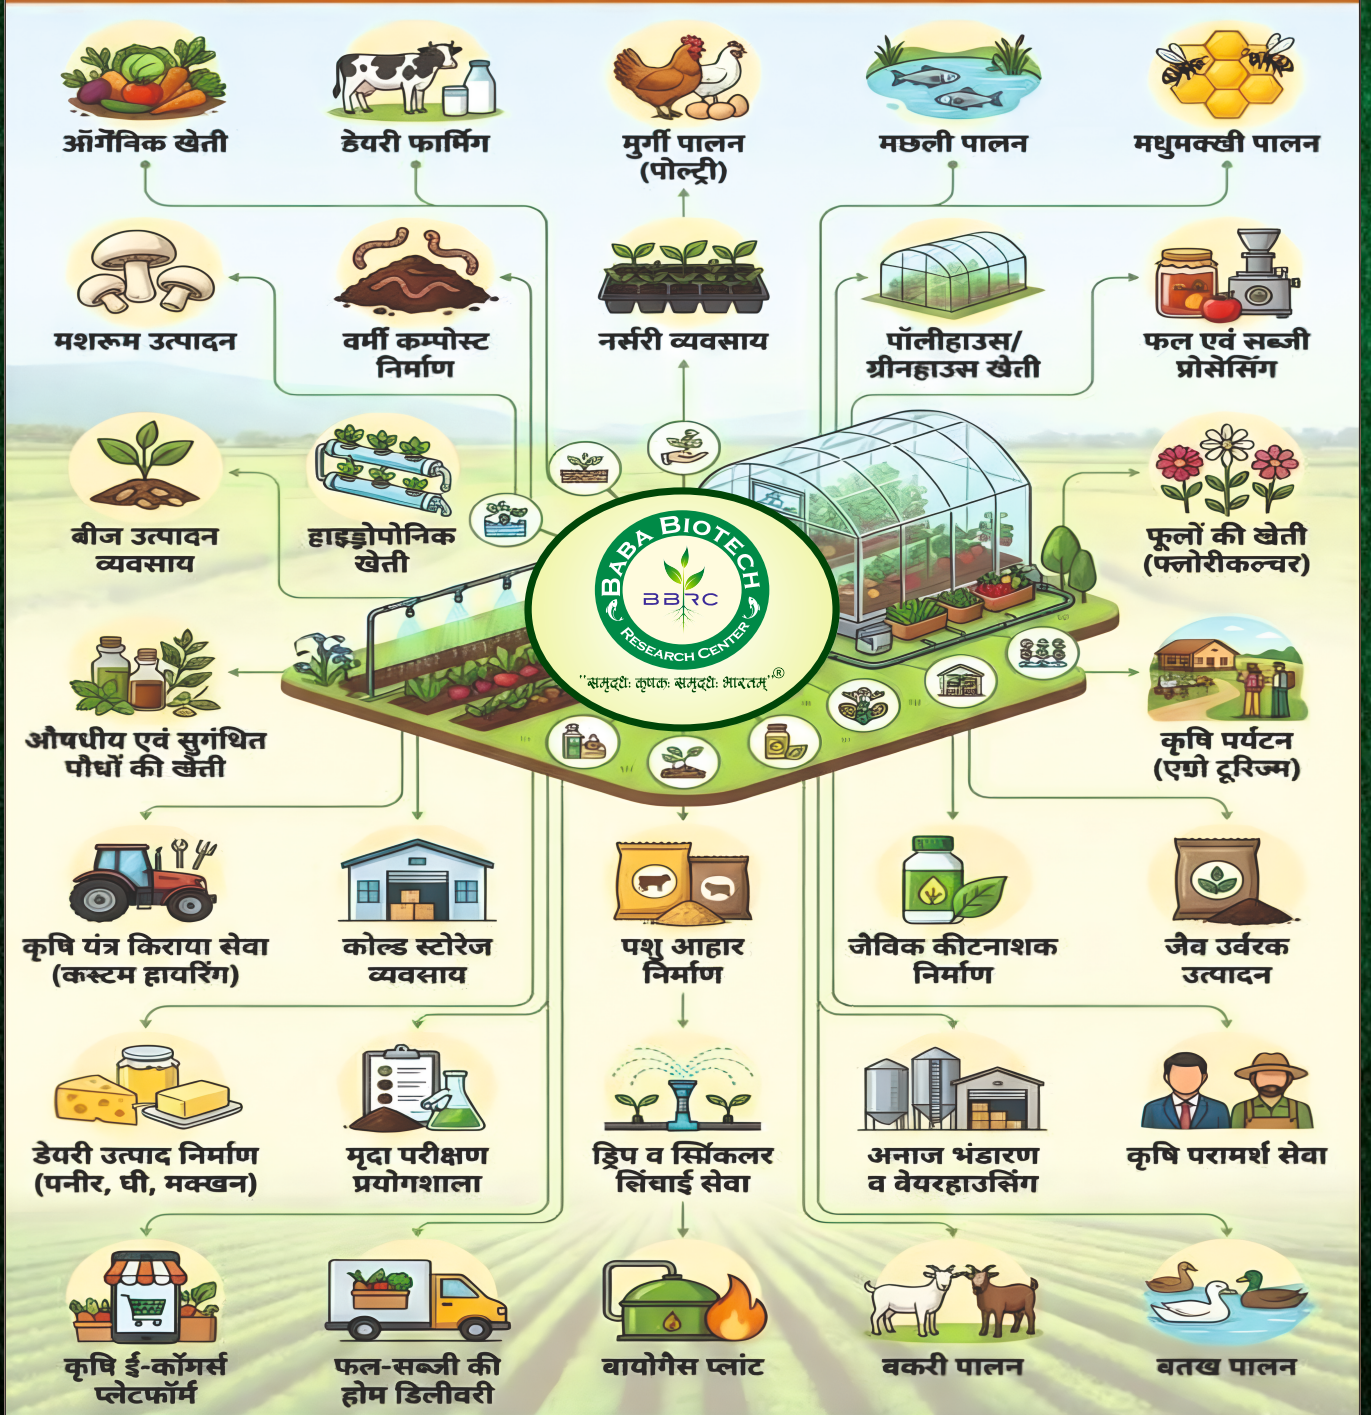 ऑर्गेनिक खेती
डेयरी फार्मिंग
मुर्गी पालन
(पोल्ट्री)
मछली पालन
मधुमक्खी पालन
मशरूम उत्पादन
वर्मी कम्पोस्ट
निर्माण
नर्सरी व्यवसाय
पॉलीहाउस/
ग्रीनहाउस खेती
फल एवं सब्जी
प्रोसेसिंग
बीज उत्पादन
व्यवसाय
हाइड्रोपोनिक
खेती
फूलों की खेती
(फ्लोरीकल्चर)
BABA BIOTECH
BBRC
RESEARCH CENTER
"समृद्धः कृषकः समृद्धः भारतम्"®
औषधीय एवं सुगंधित
पौधों की खेती
कृषि पर्यटन
(एग्रो टूरिज्म)
कृषि यंत्र किराया सेवा
(कस्टम हायरिंग)
कोल्ड स्टोरेज
व्यवसाय
पशु आहार
निर्माण
जैविक कीटनाशक
निर्माण
जैव उर्वरक
उत्पादन
डेयरी उत्पाद निर्माण
(पनीर, घी, मक्खन)
मृदा परीक्षण
प्रयोगशाला
ड्रिप व स्प्रिंकलर
सिंचाई सेवा
अनाज भंडारण
व वेयरहाउसिंग
कृषि परामर्श सेवा
कृषि ई-कॉमर्स
प्लेटफॉर्म
फल-सब्जी की
होम डिलीवरी
बायोगैस प्लांट
बकरी पालन
बतख पालन